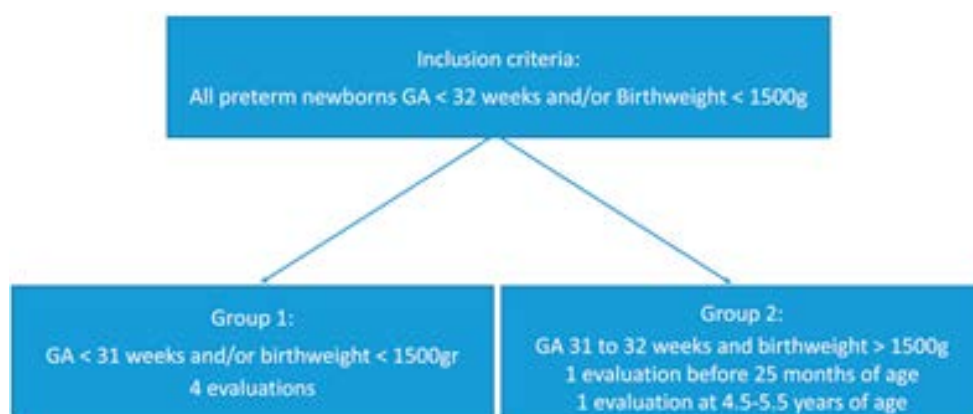 Inclusion criteria:
All preterm newborns GA < 32 weeks and/or Birthweight < 1500g
Group 1:
GA < 31 weeks and/or birthweight < 1500gr
4 evaluations
Group 2:
GA 31 to 32 weeks and birthweight > 1500g
1 evaluation before 25 months of age
1 evaluation at 4.5-5.5 years of age